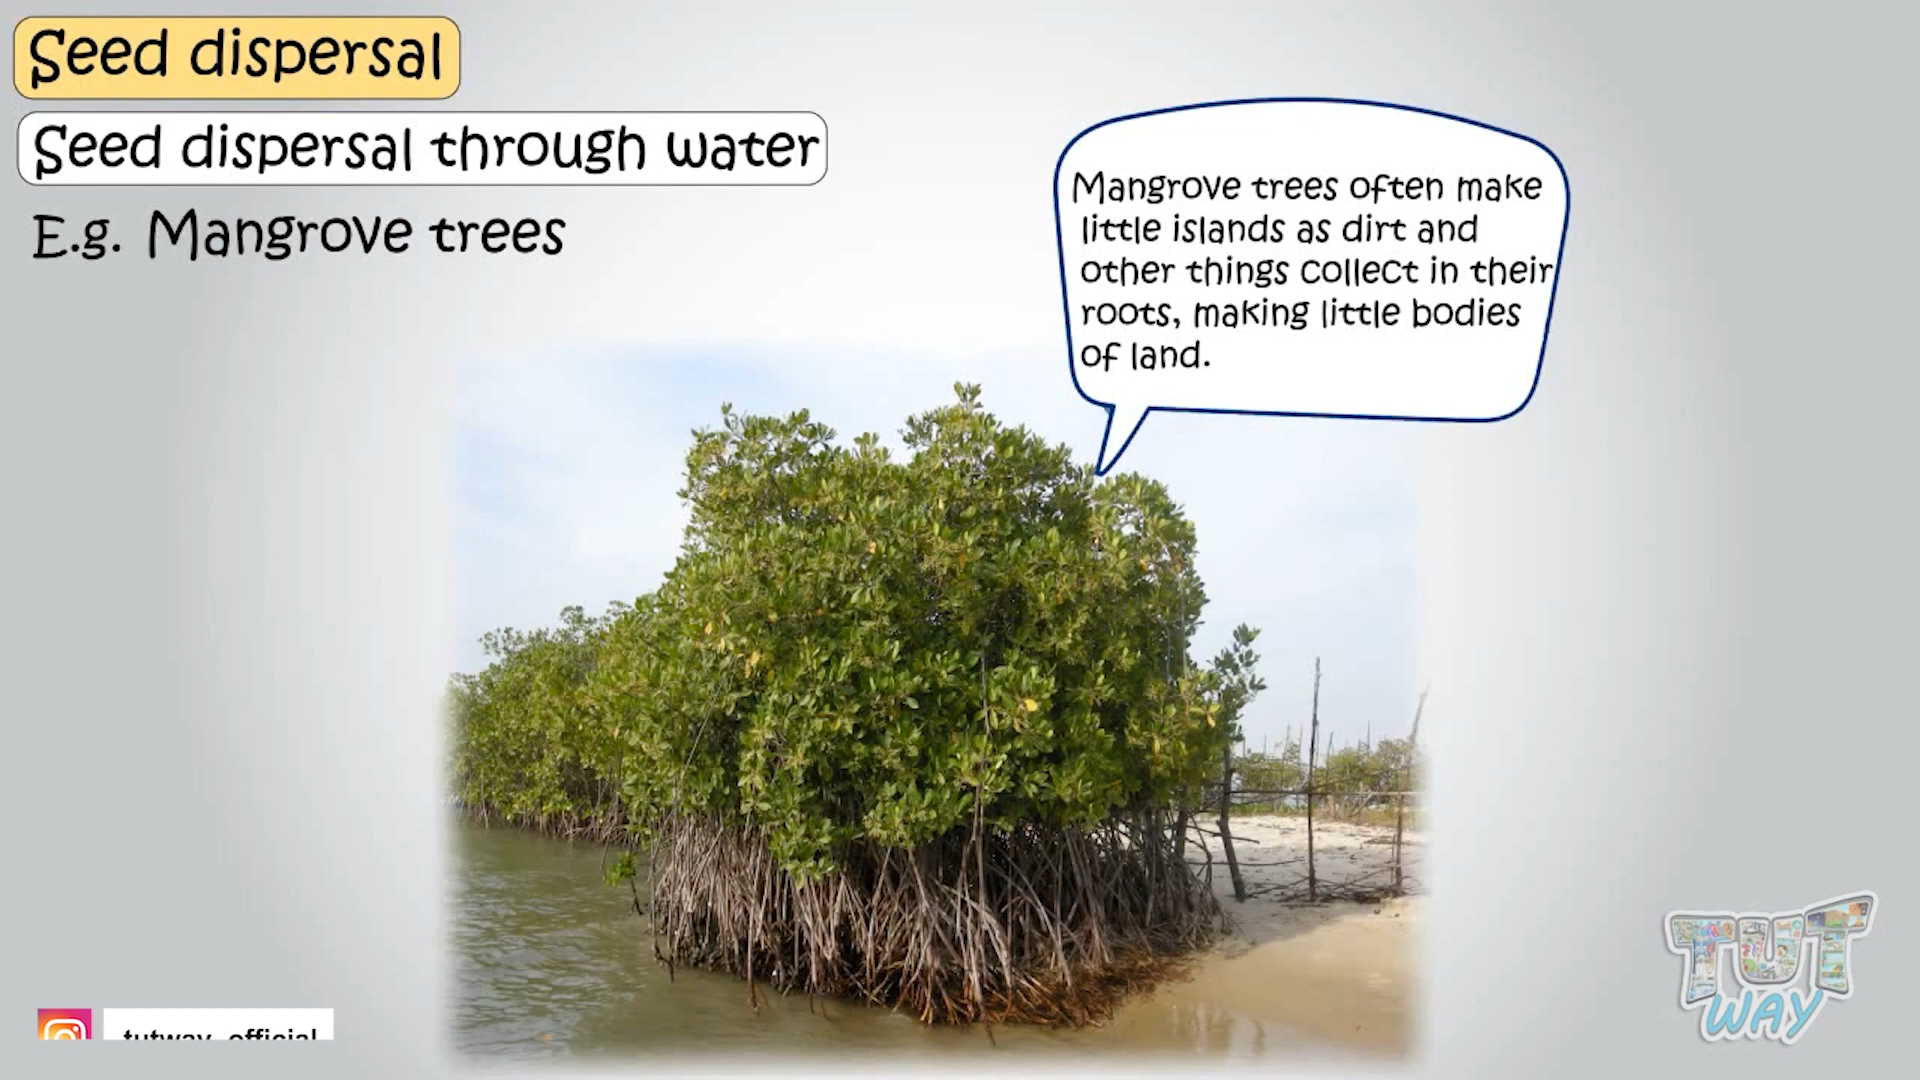 Seed dispersal
Seed dispersal through water
E.g. Mangrove trees
Mangrove trees often make
little islands as dirt and
other things collect in their
roots, making little bodies
of land.
tutway_official
TUT
WAY